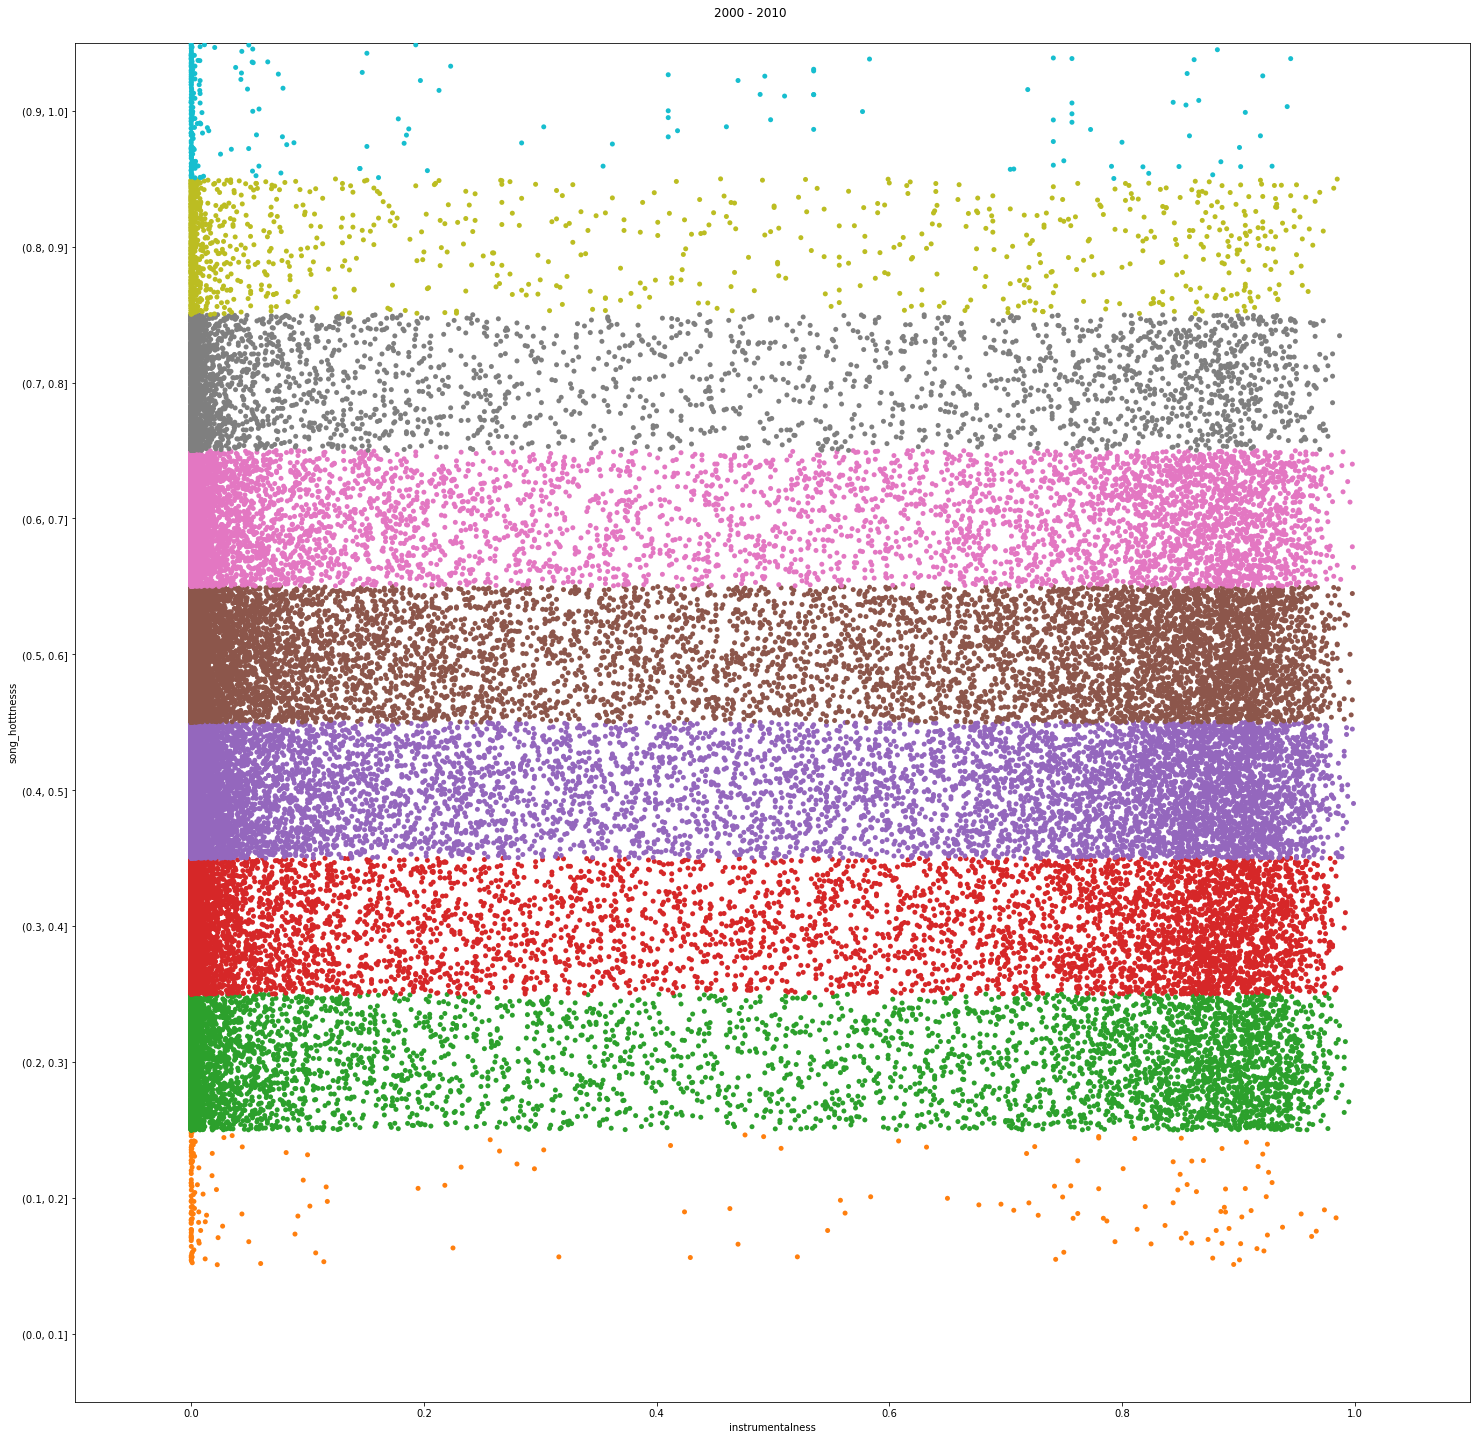 2000 - 2010
(0.9, 1.0]
(0.8, 0.9]
(0.7, 0.8]
(0.6, 0.7]
(0.5, 0.6]
(0.4, 0.5]
(0.3, 0.4]
(0.2, 0.3]
(0.1, 0.2]
(0.0, 0.1]
song_hotttnesss
0.0 0.2 0.4 0.6 0.8 1.0
instrumentalness